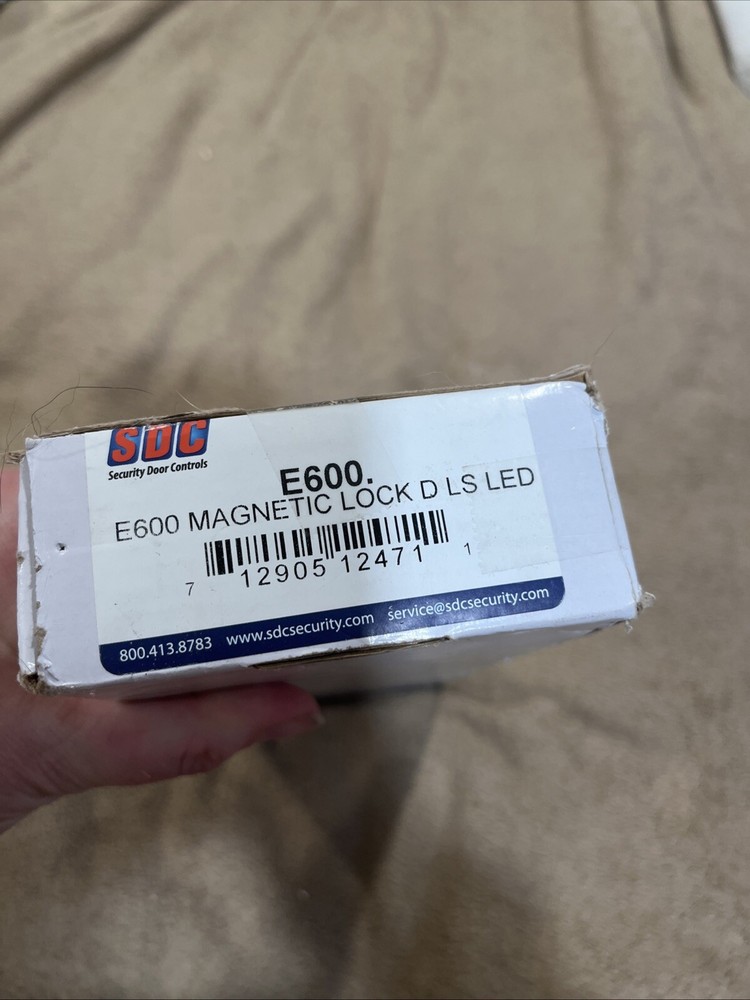 SDC
Security Door Controls
E600.
E600 MAGNETIC LOCK D LS LED
7 12905 12471 1
800.413.8783 www.sdcsecurity.com service@sdcsecurity.com